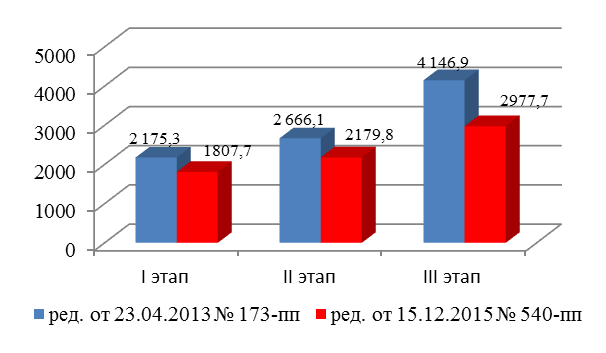 5000
4000
3000
2000
1000
0
2 175,3
1807,7
2 666,1
2179,8
4 146,9
2977,7
I этап
II этап
III этап
ред. от 23.04.2013 № 173-пп
ред. от 15.12.2015 № 540-пп